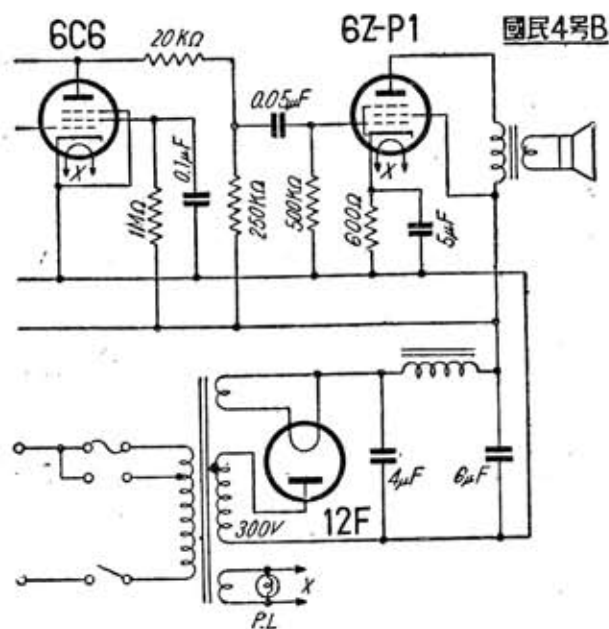 6C6
20KΩ
6Z-P1
國民4号B
0.05μF
X
0.1μF
1MΩ
250KΩ
500KΩ
X
600Ω
5μF
300V
12F
4μF
6μF
X
P.L